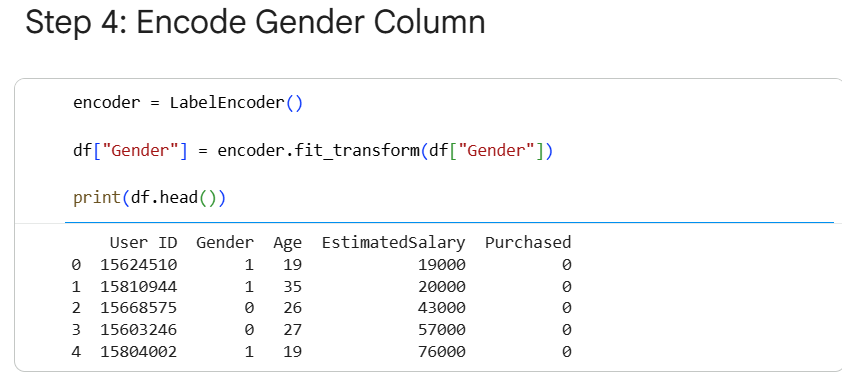 Step 4: Encode Gender Column
encoder = LabelEncoder()
df["Gender"] = encoder.fit_transform(df["Gender"])
print(df.head())
    User ID  Gender  Age  EstimatedSalary  Purchased
0  15624510       1   19            19000          0
1  15810944       1   35            20000          0
2  15668575       0   26            43000          0
3  15603246       0   27            57000          0
4  15804002       1   19            76000          0